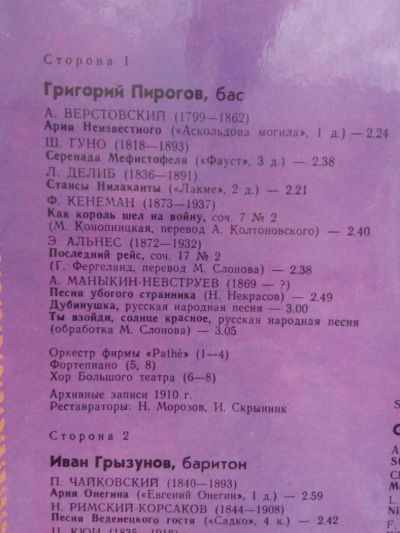 Сторона 1
Григорий Пирогов, бас
А. ВЕРСТОВСКИЙ (1799—1862)
Ария Неизвестного («Аскольдова могила», 1 д.) — 2.24
Ш. ГУНО (1818—1893)
Серенада Мефистофеля («Фауст», 3 д.) — 2.38
Л. ДЕЛИБ (1836—1891)
Стансы Нилаканты («Лакме», 2 д.) — 2.21
Ф. КЕНЕМАН (1873—1937)
Как король шел на войну, соч. 7 № 2
(М. Конопницкая, перевод А. Колтоновского) — 2.40
Э. АЛЬНЕС (1872—1932)
Последний рейс, соч. 17 № 2
(Г. Фергеланд, перевод М. Слонова) — 2.38
А. МАНЫКИН-НЕВСТРУЕВ (1869 — ?)
Песня убогого странника (Н. Некрасов) — 2.49
Дубинушка, русская народная песня — 3.00
Ты взойди, солнце красное, русская народная песня
(обработка М. Слонова) — 3.05
Оркестр фирмы «Pathé» (1—4)
Фортепиано (5, 8)
Хор Большого театра (6—8)
Архивные записи 1910 г.
Реставраторы: Н. Морозов, И. Скрынник
Сторона 2
Иван Грызунов, баритон
П. ЧАЙКОВСКИЙ (1840—1893)
Ария Онегина («Евгений Онегин», 1 д.) — 2.59
Н. РИМСКИЙ-КОРСАКОВ (1844—1908)
Песня Веденецкого гостя («Садко», 4 к.) — 2.42
Ц. КЮИ (1835—1918)